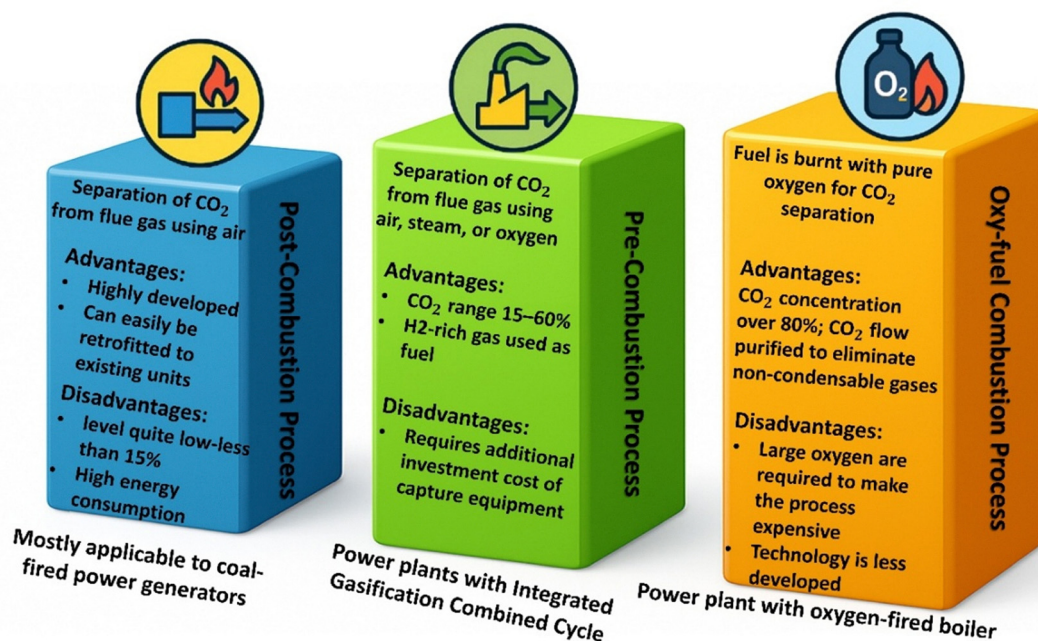 O₂
Separation of CO₂
from flue gas using air
Advantages:
• Highly developed
• Can easily be
retrofitted to
existing units
Disadvantages:
• level quite low-less
than 15%
• High energy
consumption
Post-Combustion Process
Mostly applicable to coal-
fired power generators
Separation of CO₂
from flue gas using
air, steam, or oxygen
Advantages:
• CO₂ range 15–60%
• H2-rich gas used as
fuel
Disadvantages:
• Requires additional
investment cost of
capture equipment
Pre-Combustion Process
Power plants with Integrated
Gasification Combined Cycle
Fuel is burnt with pure
oxygen for CO₂
separation
Advantages:
CO₂ concentration
over 80%; CO₂ flow
purified to eliminate
non-condensable gases
Disadvantages:
• Large oxygen are
required to make
the process
expensive
• Technology is less
developed
Oxy-fuel Combustion Process
Power plant with oxygen-fired boiler